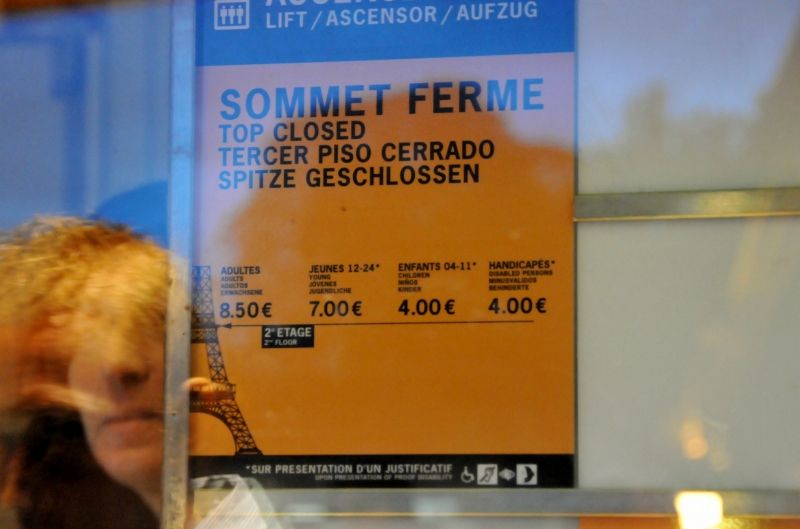 LIFT / ASCENSOR / AUFZUG
SOMMET FERME
TOP CLOSED
TERCER PISO CERRADO
SPITZE GESCHLOSSEN
ADULTES
ADULTS
ADULTOS
ERWACHSENE
8.50 €
JEUNES 12-24*
YOUNG
JÓVENES
JUGENDLICHE
7.00 €
ENFANTS 04-11*
CHILDREN
NIÑOS
KINDER
4.00 €
HANDICAPÉS*
DISABLED PERSONS
MINUSVALIDOS
BEHINDERTE
4.00 €
2e ETAGE
2ND FLOOR
*SUR PRESENTATION D'UN JUSTIFICATIF
UPON PRESENTATION OF PROOF DISABILITY